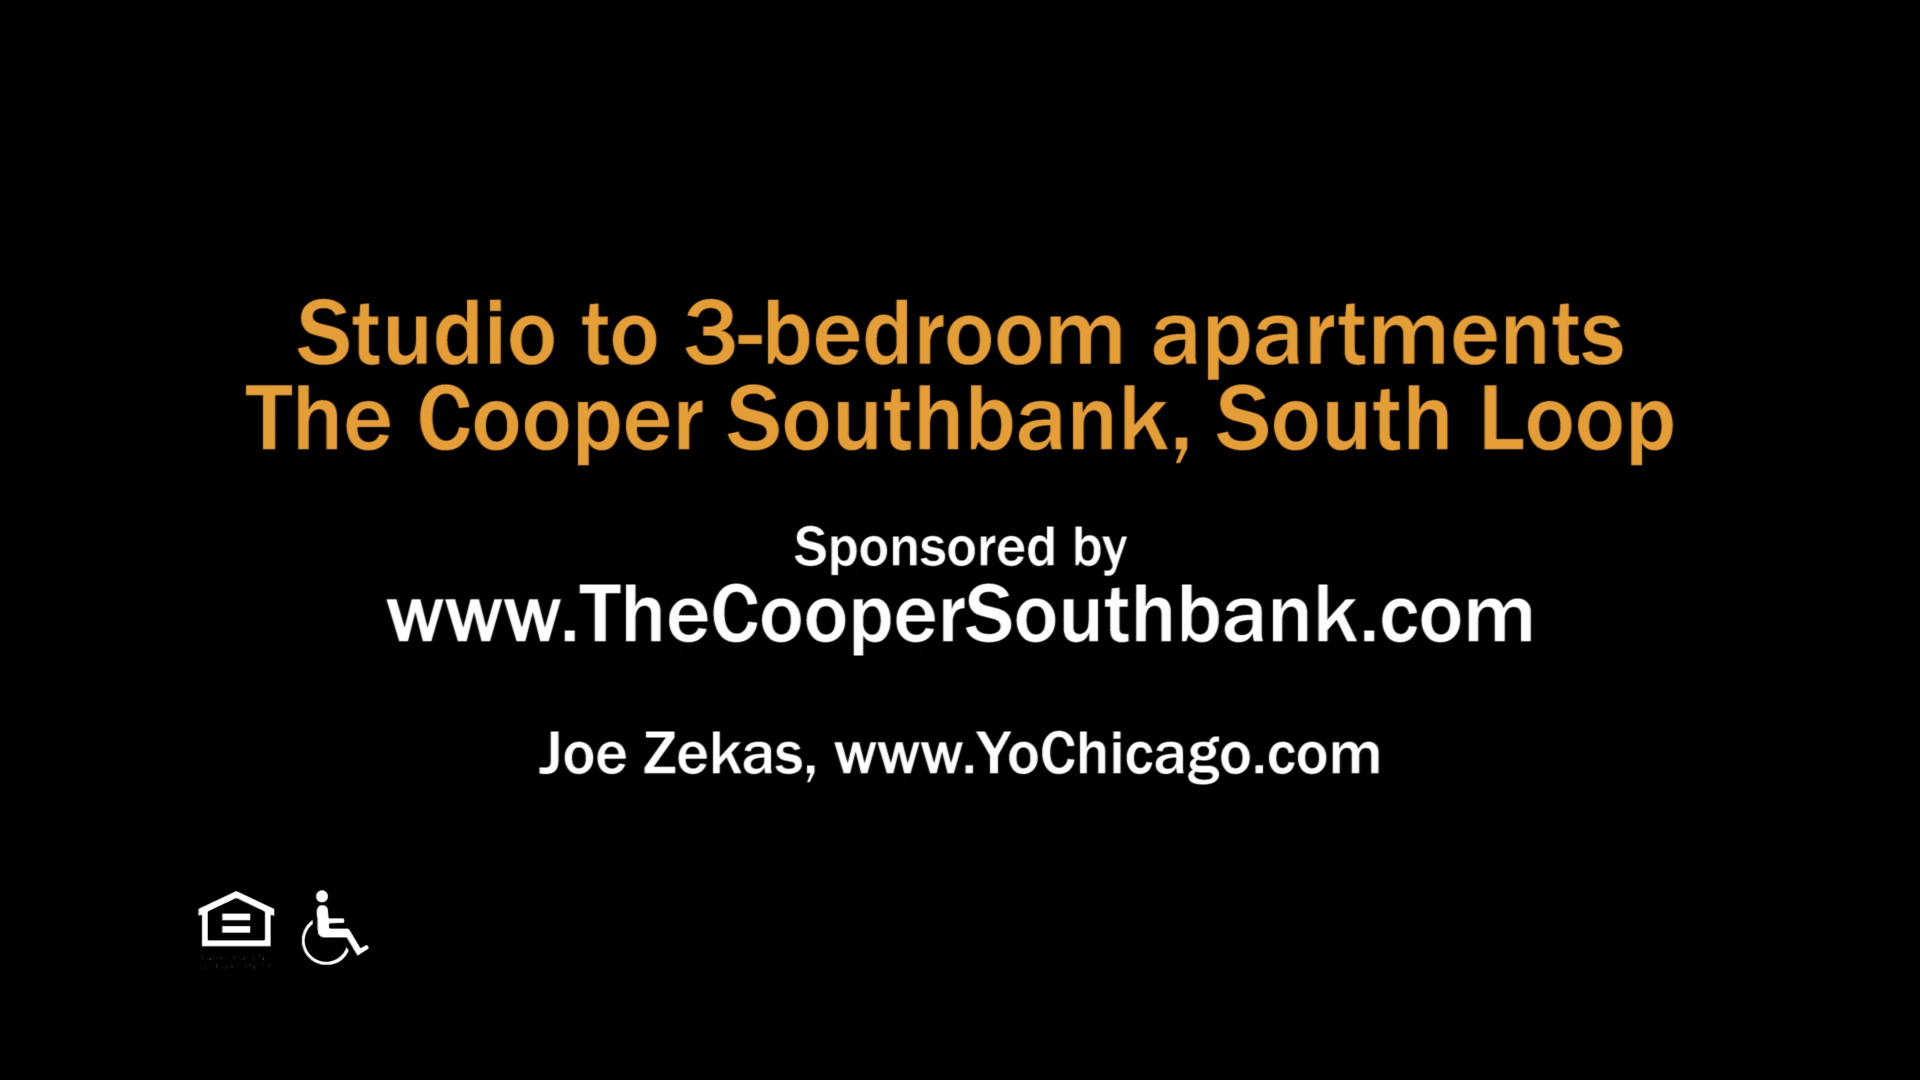 Studio to 3-bedroom apartments
The Cooper Southbank, South Loop
Sponsored by
www.TheCooperSouthbank.com
Joe Zekas, www.YoChicago.com